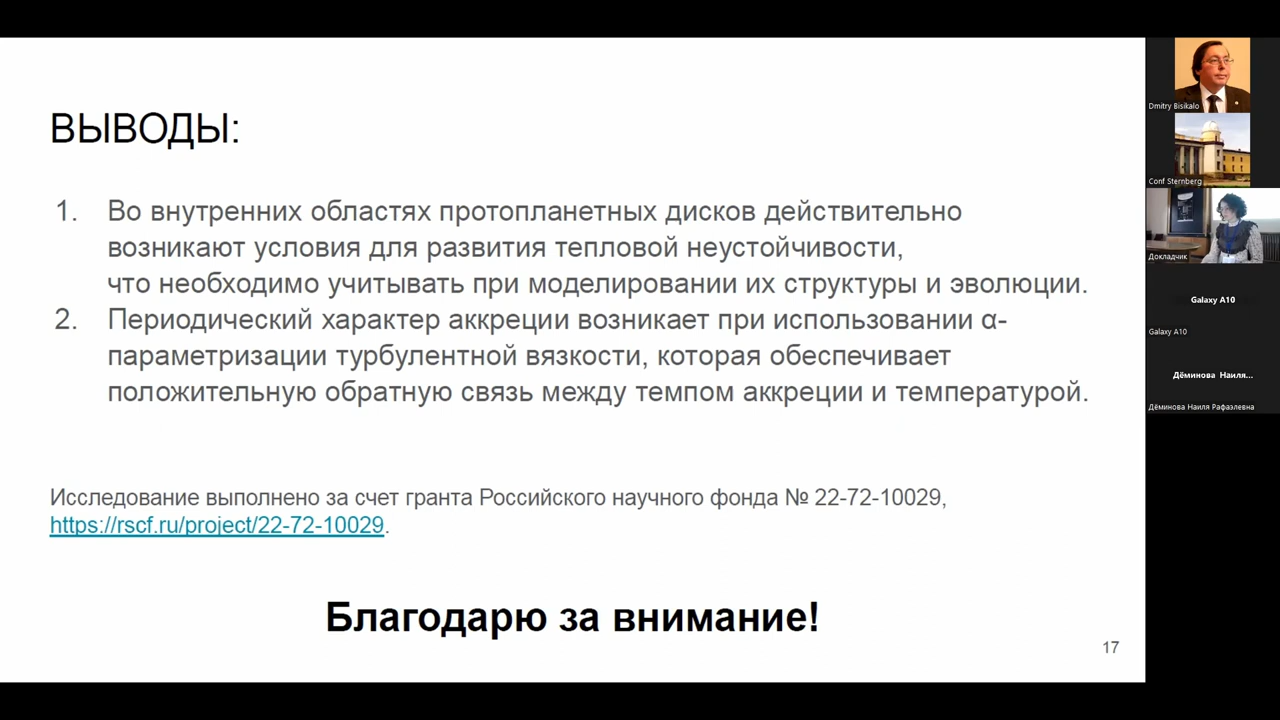 ВЫВОДЫ:
1. Во внутренних областях протопланетных дисков действительно
возникают условия для развития тепловой неустойчивости,
что необходимо учитывать при моделировании их структуры и эволюции.
2. Периодический характер аккреции возникает при использовании α-
параметризации турбулентной вязкости, которая обеспечивает
положительную обратную связь между темпом аккреции и температурой.
Исследование выполнено за счет гранта Российского научного фонда № 22-72-10029,
https://rscf.ru/project/22-72-10029.
Благодарю за внимание!
17
Dmitry Bisikalo
Conf Sternberg
Докладчик
Galaxy A10
Galaxy A10
Дёминова Наиля...
Дёминова Наиля Рафаэлевна